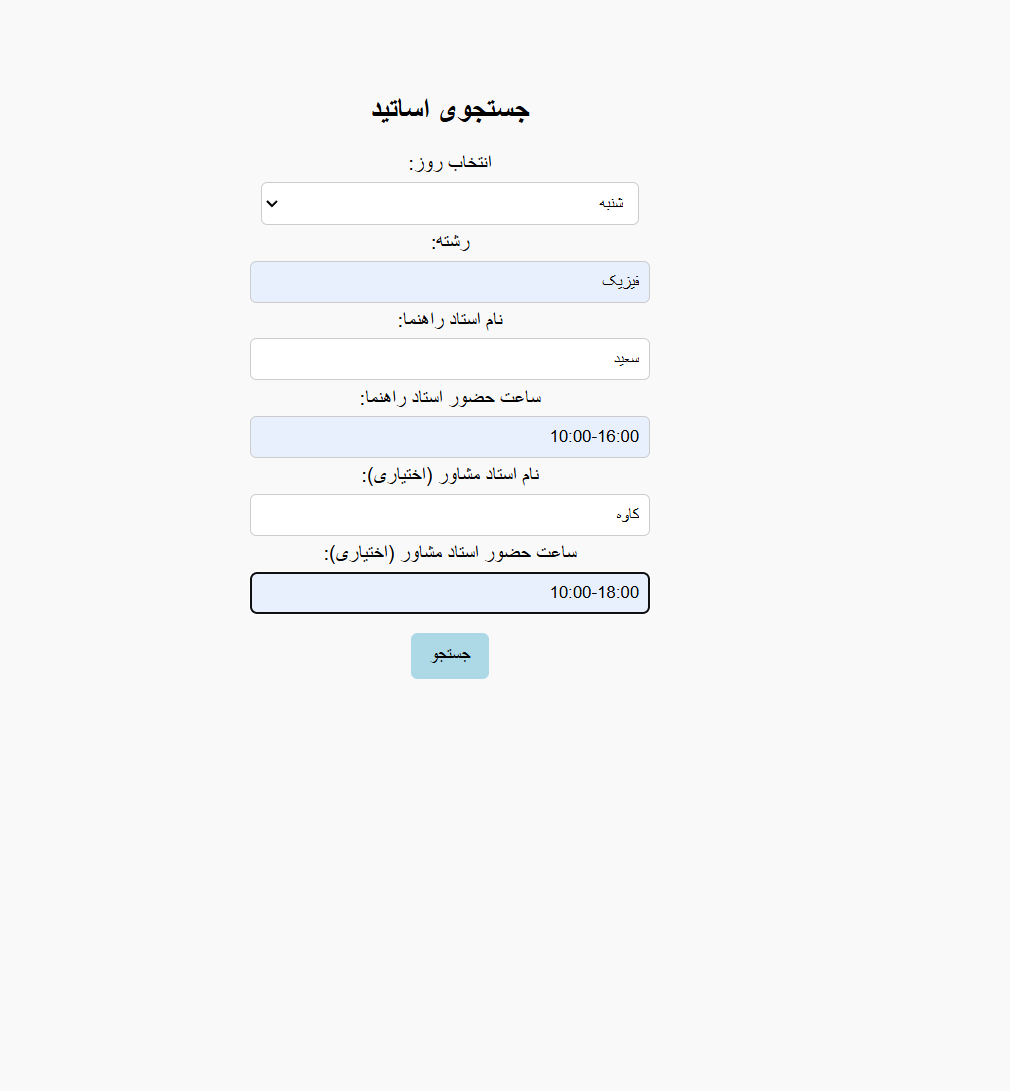 جستجوی اساتید
انتخاب روز:
شنبه
رشته:
فیزیک
نام استاد راهنما:
سعید
ساعت حضور استاد راهنما:
10:00-16:00
نام استاد مشاور (اختیاری):
کاوه
ساعت حضور استاد مشاور (اختیاری):
10:00-18:00
جستجو